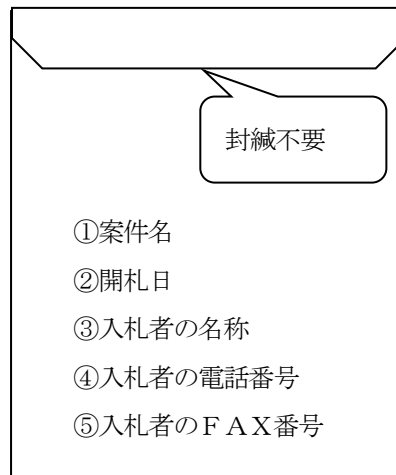 封緘不要
①案件名
②開札日
③入札者の名称
④入札者の電話番号
⑤入札者のＦＡＸ番号